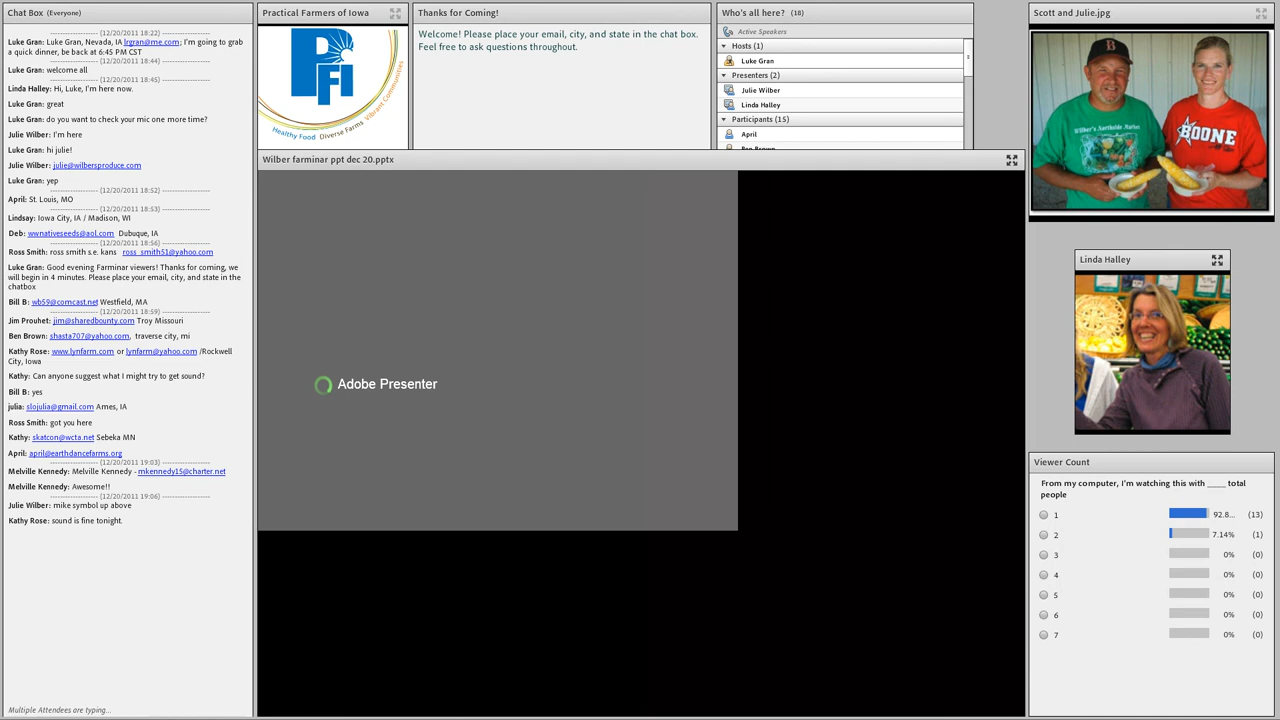 Chat Box (Everyone)
------------------- (12/20/2011 18:22) -------------------
Luke Gran: Luke Gran, Nevada, IA lrgran@me.com; I'm going to grab
a quick dinner, be back at 6:45 PM CST
------------------- (12/20/2011 18:44) -------------------
Luke Gran: welcome all
------------------- (12/20/2011 18:45) -------------------
Linda Halley: Hi, Luke, I'm here now.
Luke Gran: great
Luke Gran: do you want to check your mic one more time?
Julie Wilber: I'm here
Luke Gran: hi julie!
Julie Wilber: julie@wilbersproduce.com
Luke Gran: yep
------------------- (12/20/2011 18:52) -------------------
April: St. Louis, MO
------------------- (12/20/2011 18:53) -------------------
Lindsay: Iowa City, IA / Madison, WI
Deb: wwnativeseeds@aol.com Dubuque, IA
------------------- (12/20/2011 18:56) -------------------
Ross Smith: ross smith s.e. kans ross_smith51@yahoo.com
Luke Gran: Good evening Farminar viewers! Thanks for coming, we
will begin in 4 minutes. Please place your email, city, and state in the
chatbox
Bill B: wb59@comcast.net Westfield, MA
------------------- (12/20/2011 18:59) -------------------
Jim Prouhet: jim@sharedbounty.com Troy Missouri
Ben Brown: shasta707@yahoo.com, traverse city, mi
Kathy Rose: www.lynfarm.com or lynfarm@yahoo.com /Rockwell
City, Iowa
Kathy: Can anyone suggest what I might try to get sound?
Bill B: yes
julia: slojulia@gmail.com Ames, IA
Ross Smith: got you here
Kathy: skatcon@wcta.net Sebeka MN
April: april@earthdancefarms.org
------------------- (12/20/2011 19:03) -------------------
Melville Kennedy: Melville Kennedy - mkennedy15@charter.net
Melville Kennedy: Awesome!!
------------------- (12/20/2011 19:06) -------------------
Julie Wilber: mike symbol up above
Kathy Rose: sound is fine tonight.
Multiple Attendees are typing...
Practical Farmers of Iowa
PFI
Healthy Food Diverse Farms Vibrant Communities
Thanks for Coming!
Welcome! Please place your email, city, and state in the chat box.
Feel free to ask questions throughout.
Who's all here? (18)
Active Speakers
Hosts (1)
Luke Gran
Presenters (2)
Julie Wilber
Linda Halley
Participants (15)
April
Ben Brown
Wilber farminar ppt dec 20.pptx
Adobe Presenter
Scott and Julie.jpg
Wilber's Northside Market
BOONE
Linda Halley
Viewer Count
From my computer, I'm watching this with ____ total
people
1 92.8... (13)
2 7.14% (1)
3 0% (0)
4 0% (0)
5 0% (0)
6 0% (0)
7 0% (0)